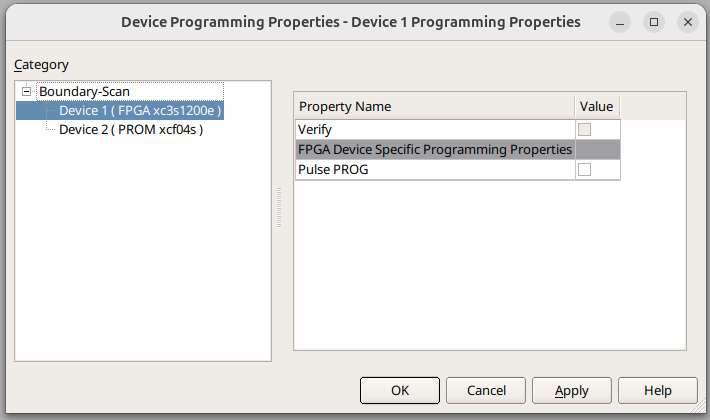 Device Programming Properties - Device 1 Programming Properties
Category
Boundary-Scan
Device 1 ( FPGA xc3s1200e )
Device 2 ( PROM xcf04s )
Property Name Value
Verify
FPGA Device Specific Programming Properties
Pulse PROG
OK Cancel Apply Help